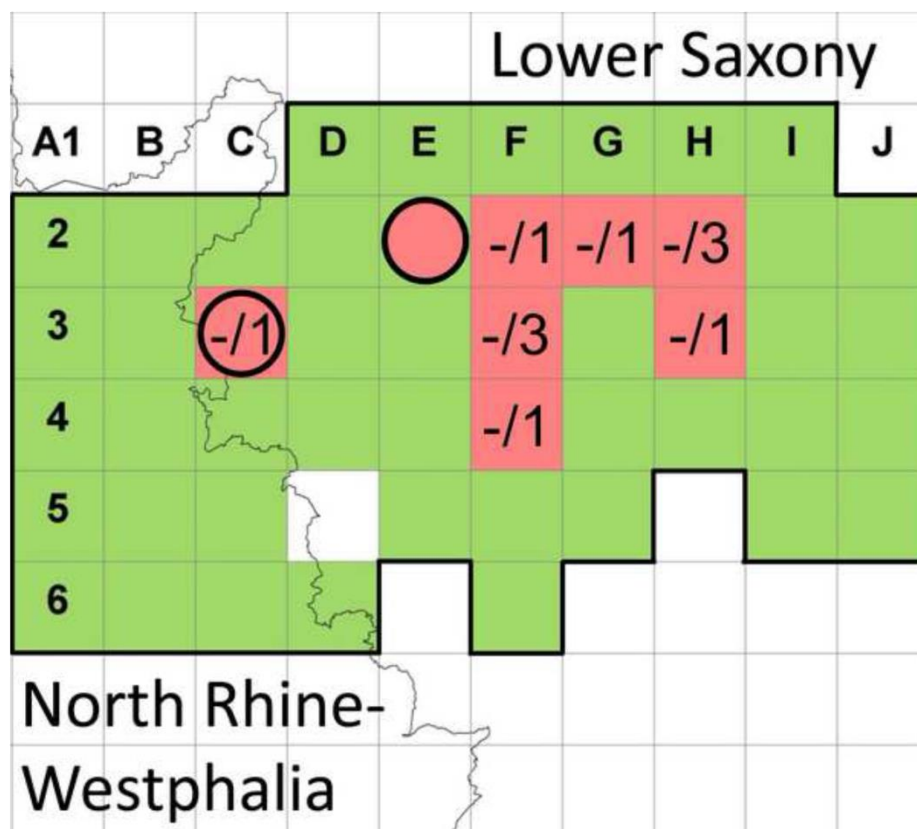 Lower Saxony
A1 B C D E F G H I J
2 -/1 -/1 -/3
3 -/1 -/3 -/1
4 -/1
5
6
North Rhine-
Westphalia